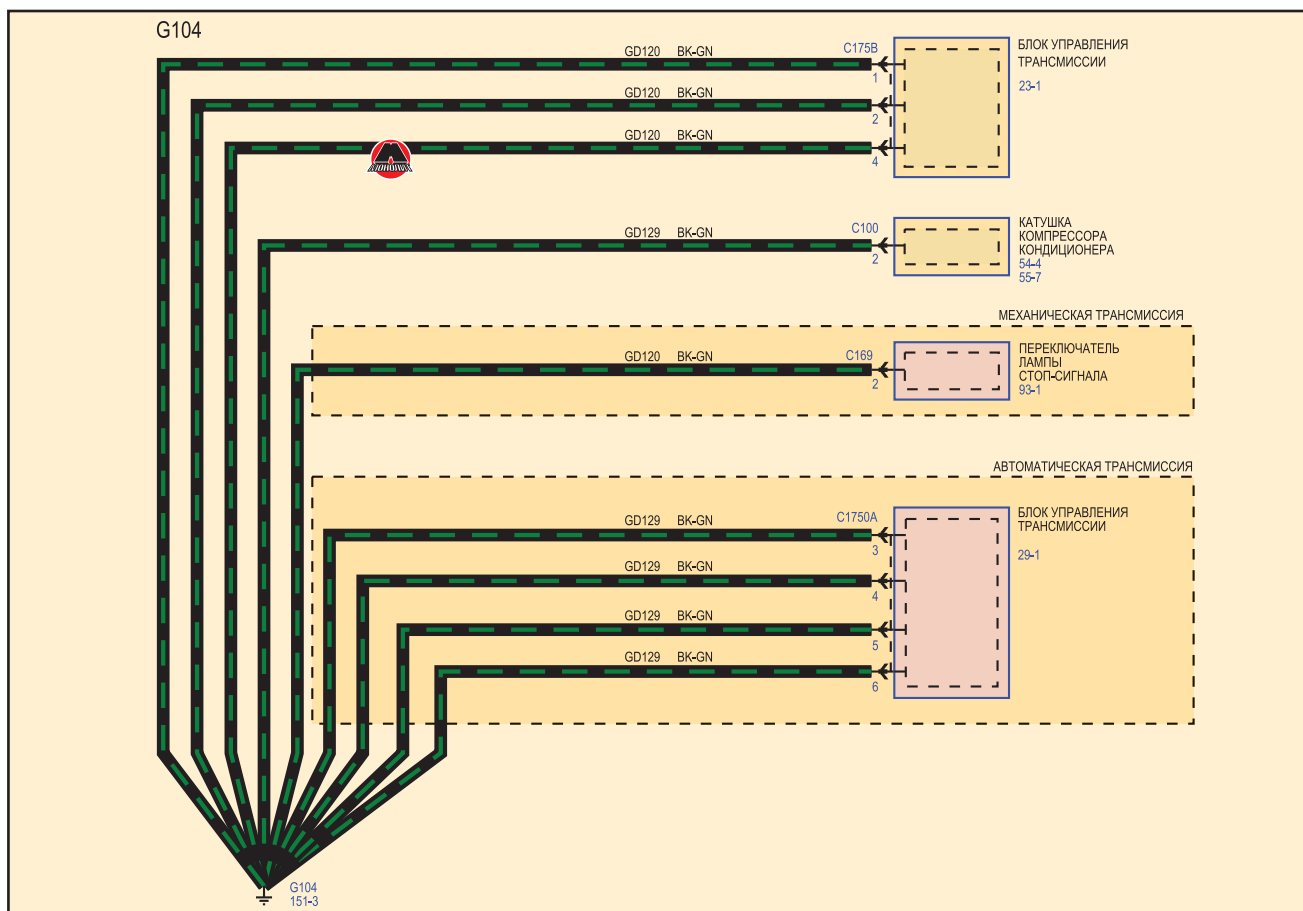 G104
GD120 BK-GN C175B
1
GD120 BK-GN
2
GD120 BK-GN
4
БЛОК УПРАВЛЕНИЯ
ТРАНСМИССИИ
23-1
МОНОЛИТ
GD129 BK-GN C100
2
КАТУШКА
КОМПРЕССОРА
КОНДИЦИОНЕРА
54-4
55-7
МЕХАНИЧЕСКАЯ ТРАНСМИССИЯ
GD120 BK-GN C169
2
ПЕРЕКЛЮЧАТЕЛЬ
ЛАМПЫ
СТОП-СИГНАЛА
93-1
АВТОМАТИЧЕСКАЯ ТРАНСМИССИЯ
GD129 BK-GN C1750A
3
GD129 BK-GN
4
GD129 BK-GN
5
GD129 BK-GN
6
БЛОК УПРАВЛЕНИЯ
ТРАНСМИССИИ
29-1
G104
151-3